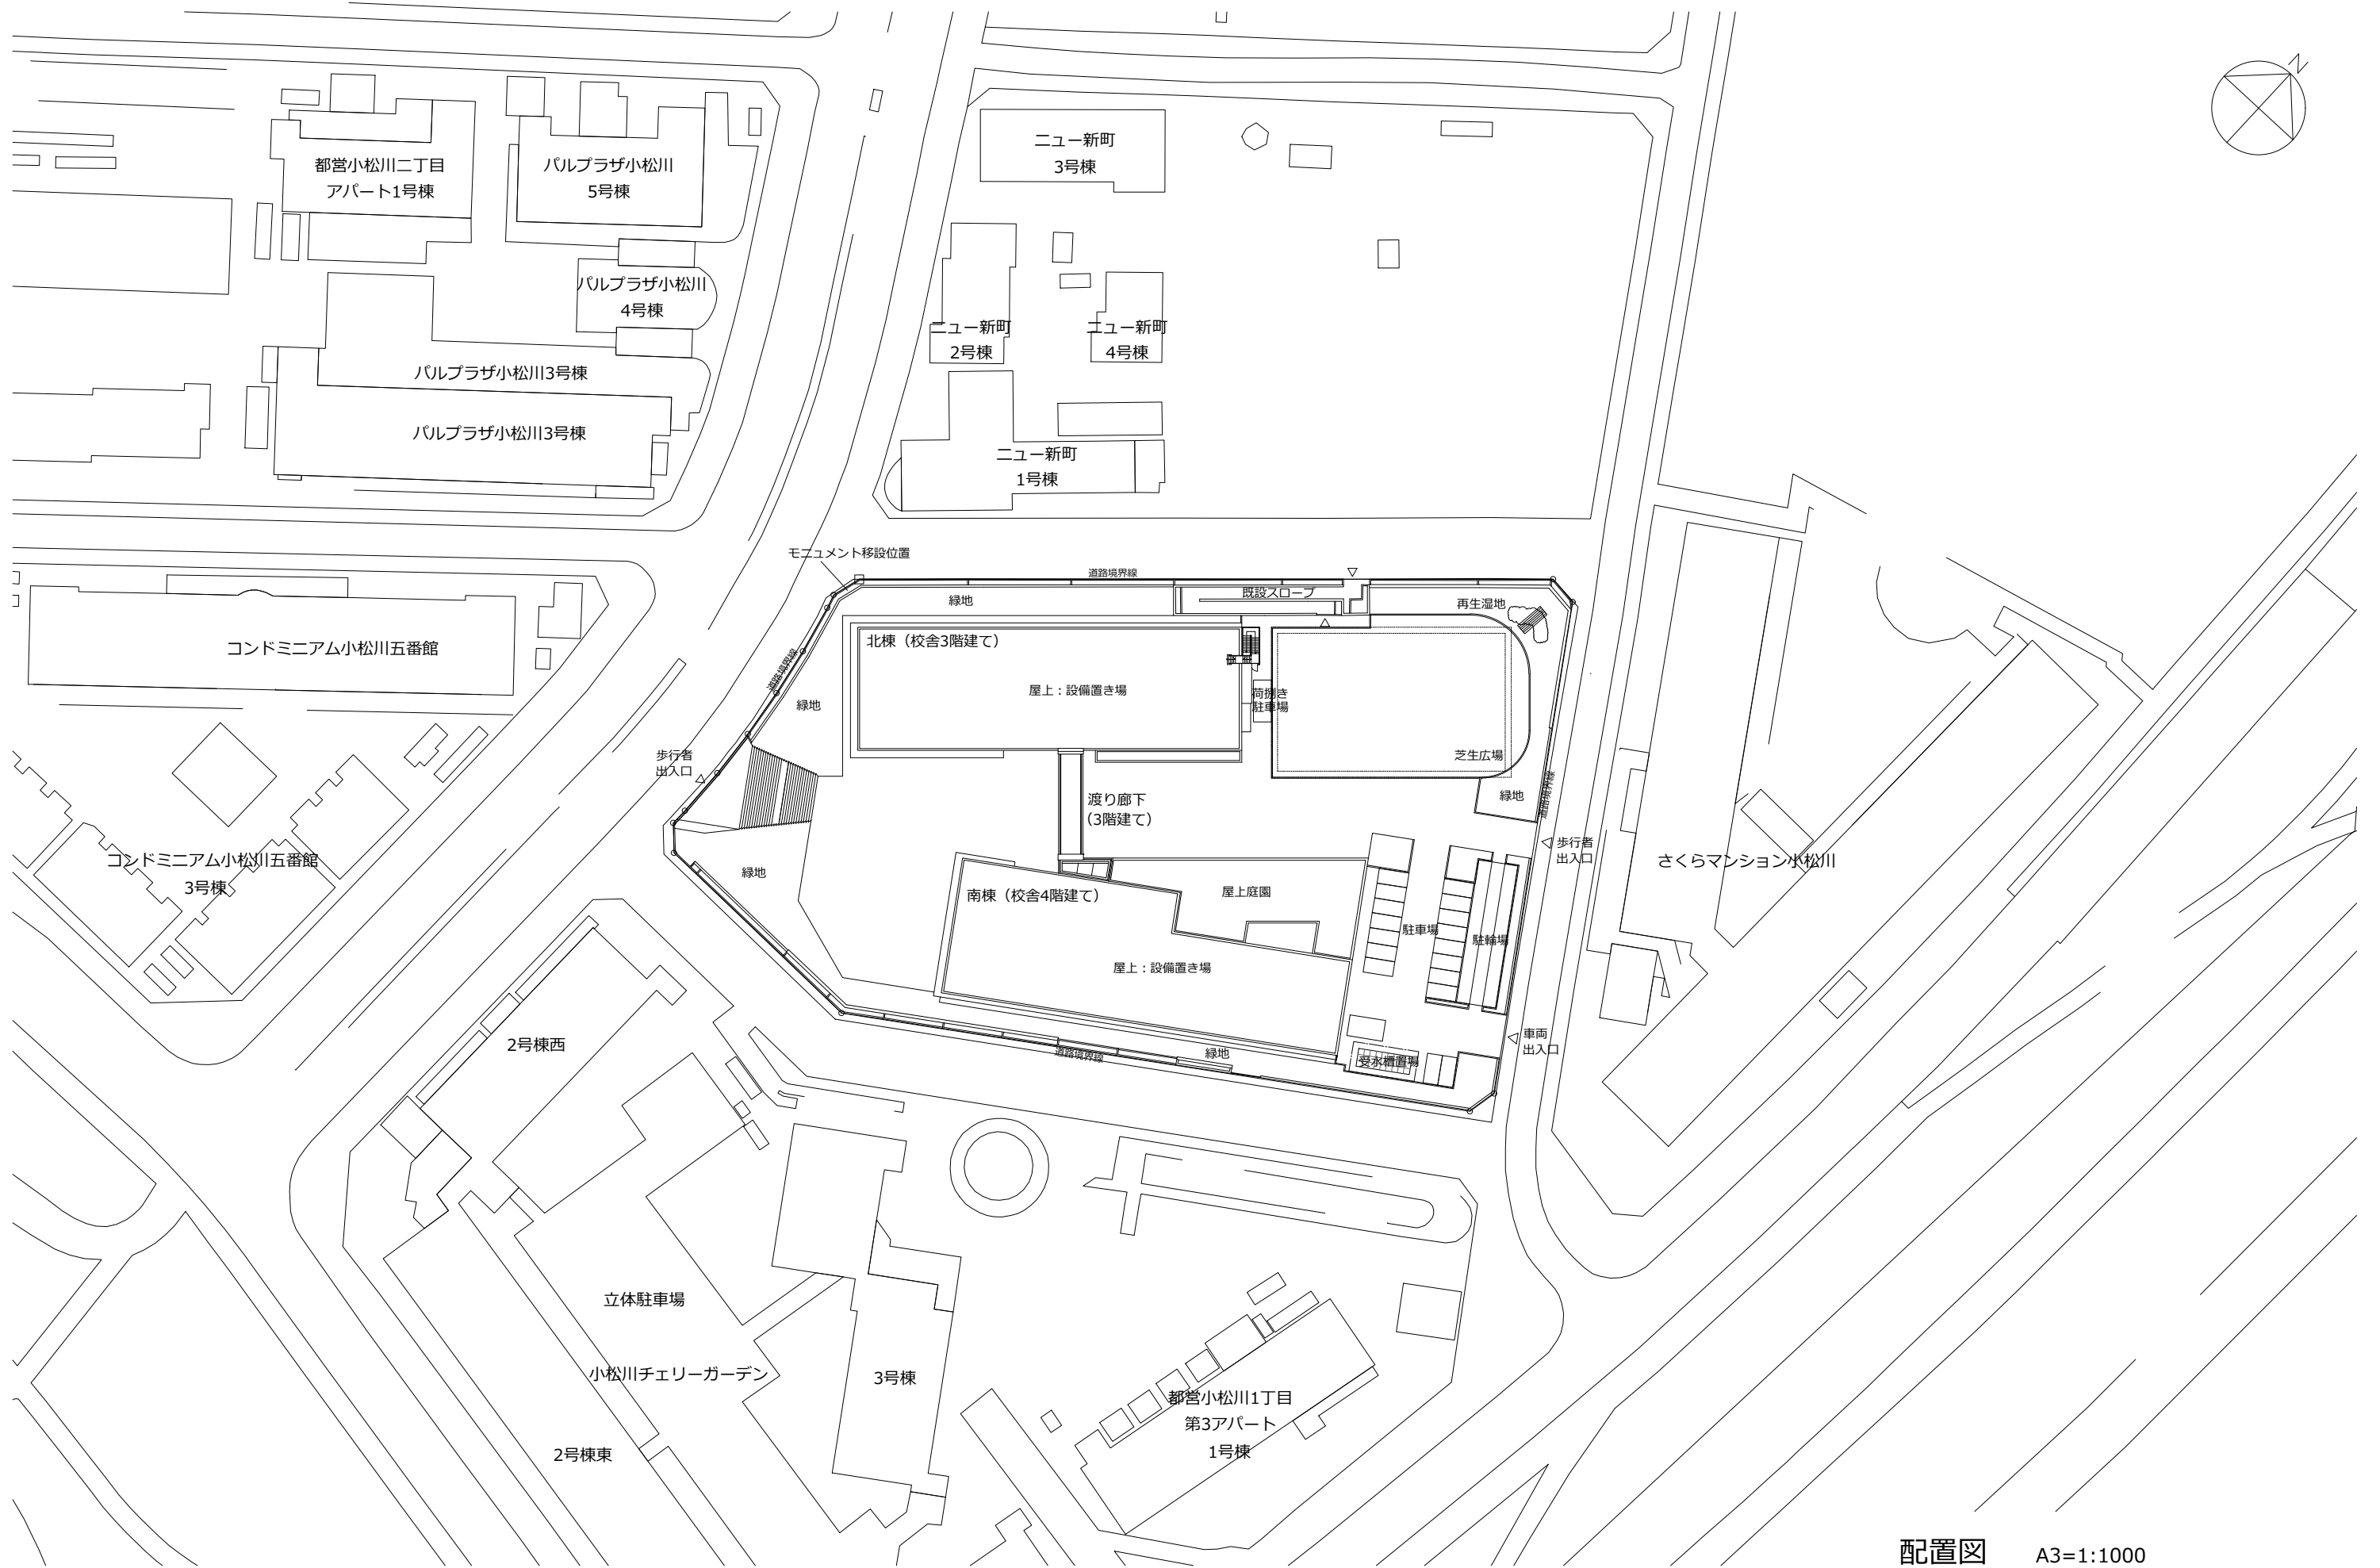 N
都営小松川二丁目
アパート1号棟
パルプラザ小松川
5号棟
ニュー新町
3号棟
パルプラザ小松川
4号棟
ニュー新町
2号棟
ニュー新町
4号棟
パルプラザ小松川3号棟
パルプラザ小松川3号棟
ニュー新町
1号棟
モニュメント移設位置
道路境界線
既設スロープ
緑地
再生湿地
コンドミニアム小松川五番館
北棟（校舎3階建て）
道路境界線
屋上：設備置き場
荷捌き
駐車場
緑地
芝生広場
歩行者
出入口
渡り廊下
（3階建て）
緑地
道路境界線
歩行者
出入口
コンドミニアム小松川五番館
3号棟
さくらマンション小松川
緑地
南棟（校舎4階建て）
屋上庭園
駐車場
駐輪場
屋上：設備置き場
2号棟西
道路境界線
緑地
受水槽置場
車両
出入口
立体駐車場
小松川チェリーガーデン
3号棟
都営小松川1丁目
第3アパート
1号棟
2号棟東
配置図 A3=1:1000